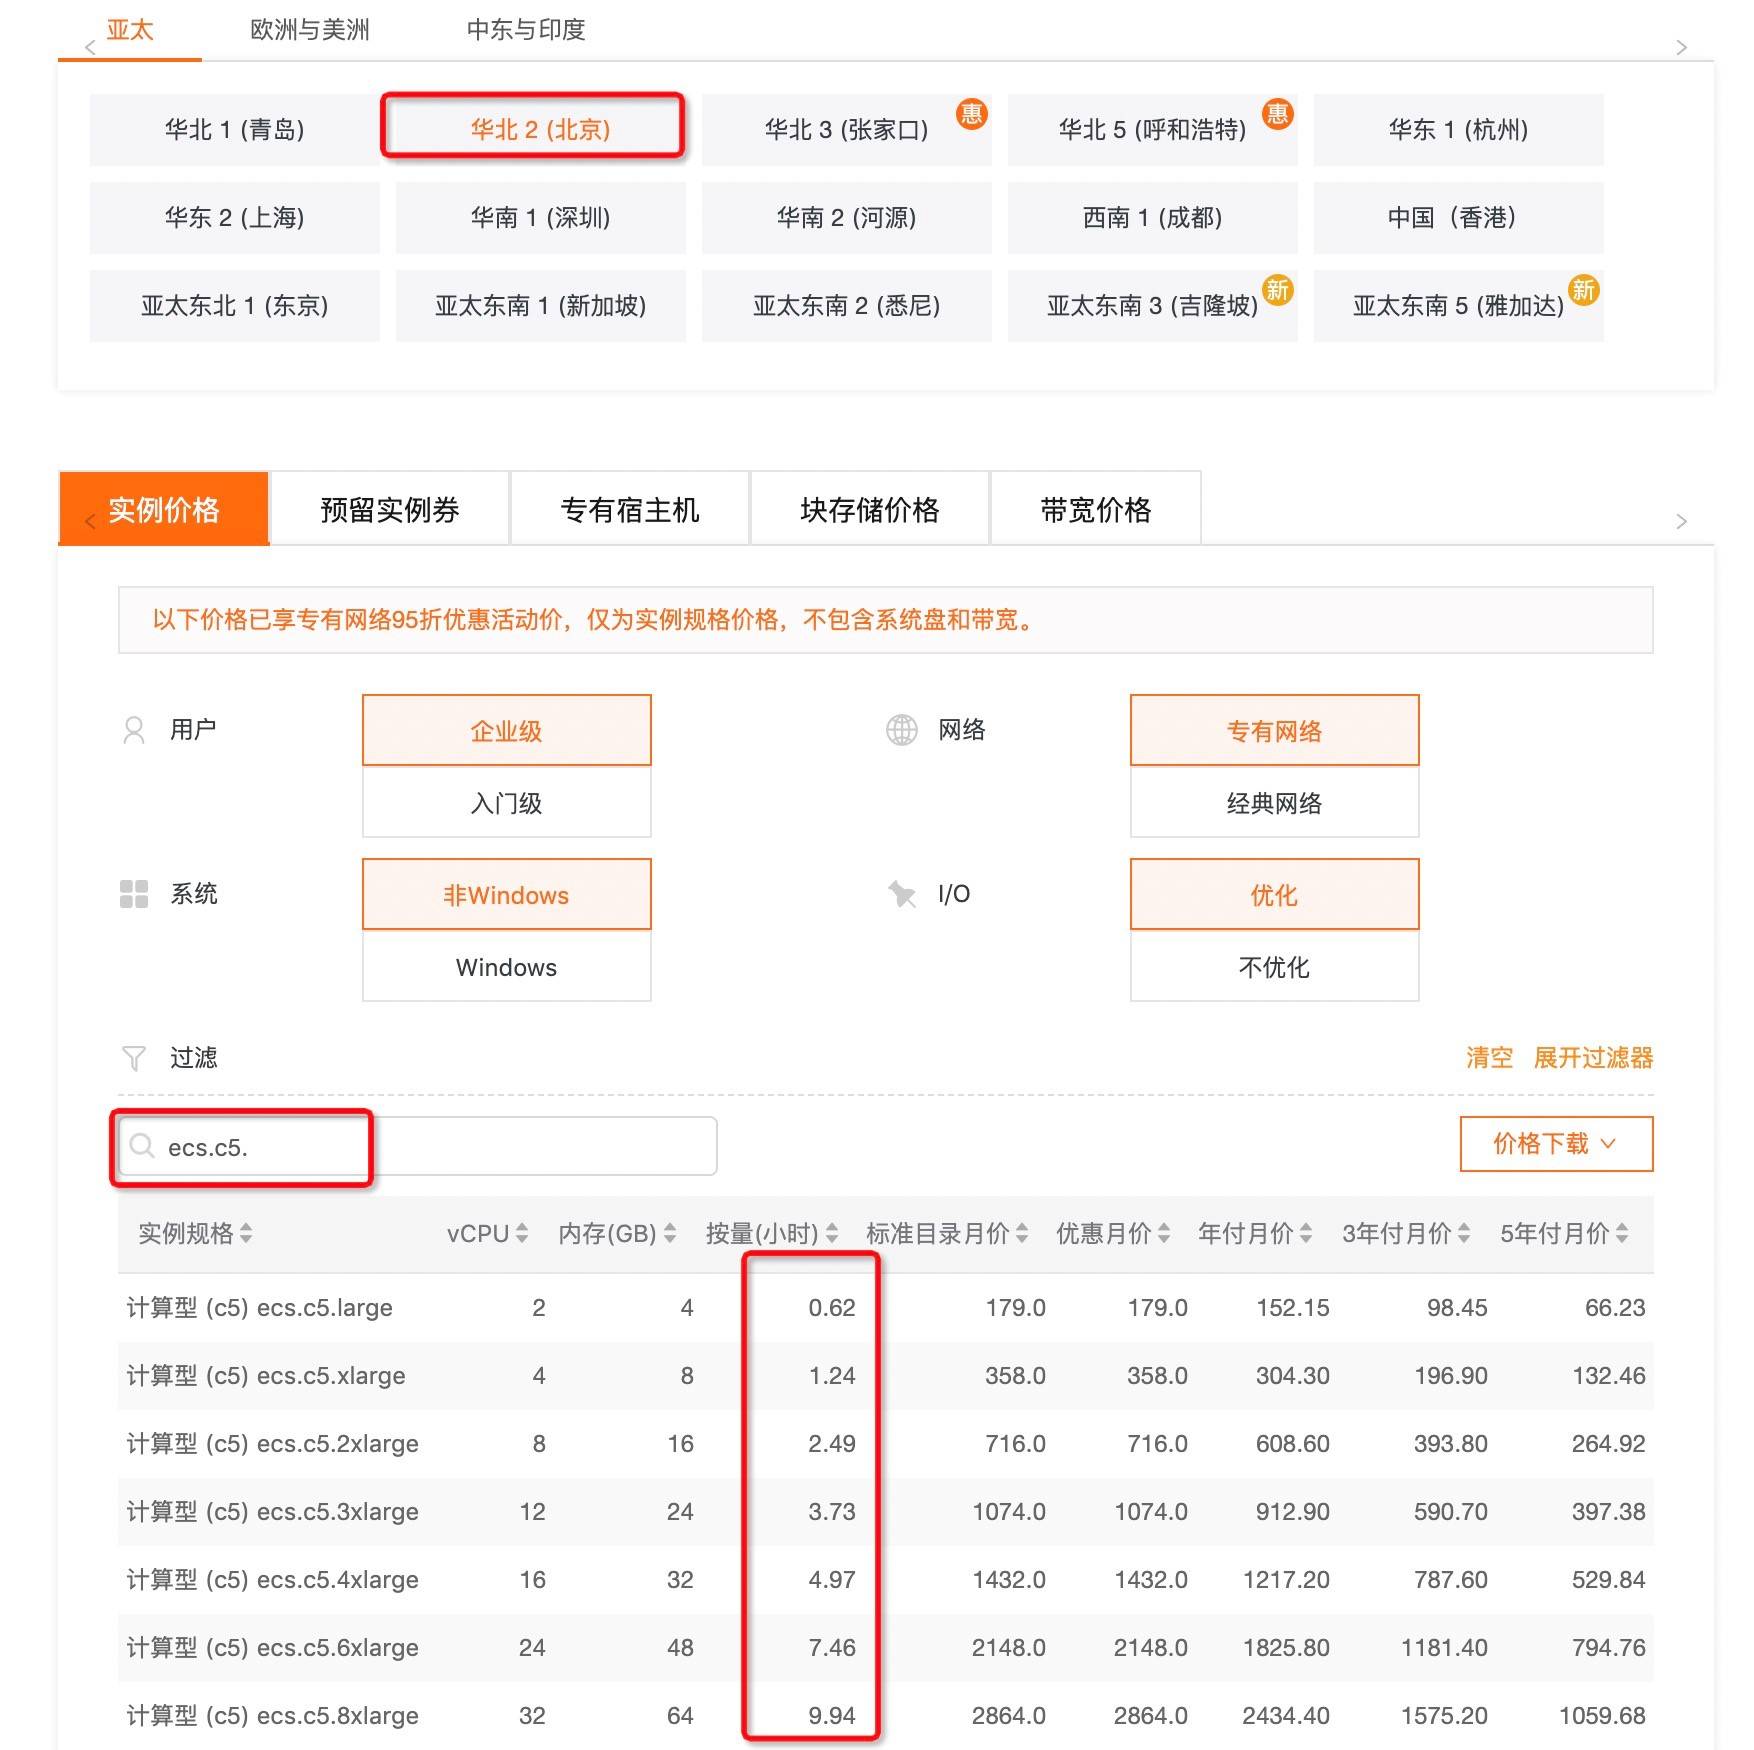 亚太 欧洲与美洲 中东与印度
华北 1 (青岛) 华北 2 (北京) 华北 3 (张家口) 惠 华北 5 (呼和浩特) 惠 华东 1 (杭州)
华东 2 (上海) 华南 1 (深圳) 华南 2 (河源) 西南 1 (成都) 中国（香港）
亚太东北 1 (东京) 亚太东南 1 (新加坡) 亚太东南 2 (悉尼) 亚太东南 3 (吉隆坡) 新 亚太东南 5 (雅加达) 新
实例价格 预留实例券 专有宿主机 块存储价格 带宽价格
以下价格已享专有网络95折优惠活动价，仅为实例规格价格，不包含系统盘和带宽。
用户 企业级 网络 专有网络
入门级 经典网络
系统 非Windows I/O 优化
Windows 不优化
过滤 清空 展开过滤器
ecs.c5. 价格下载
实例规格 vCPU 内存(GB) 按量(小时) 标准目录月价 优惠月价 年付月价 3年付月价 5年付月价
计算型 (c5) ecs.c5.large 2 4 0.62 179.0 179.0 152.15 98.45 66.23
计算型 (c5) ecs.c5.xlarge 4 8 1.24 358.0 358.0 304.30 196.90 132.46
计算型 (c5) ecs.c5.2xlarge 8 16 2.49 716.0 716.0 608.60 393.80 264.92
计算型 (c5) ecs.c5.3xlarge 12 24 3.73 1074.0 1074.0 912.90 590.70 397.38
计算型 (c5) ecs.c5.4xlarge 16 32 4.97 1432.0 1432.0 1217.20 787.60 529.84
计算型 (c5) ecs.c5.6xlarge 24 48 7.46 2148.0 2148.0 1825.80 1181.40 794.76
计算型 (c5) ecs.c5.8xlarge 32 64 9.94 2864.0 2864.0 2434.40 1575.20 1059.68